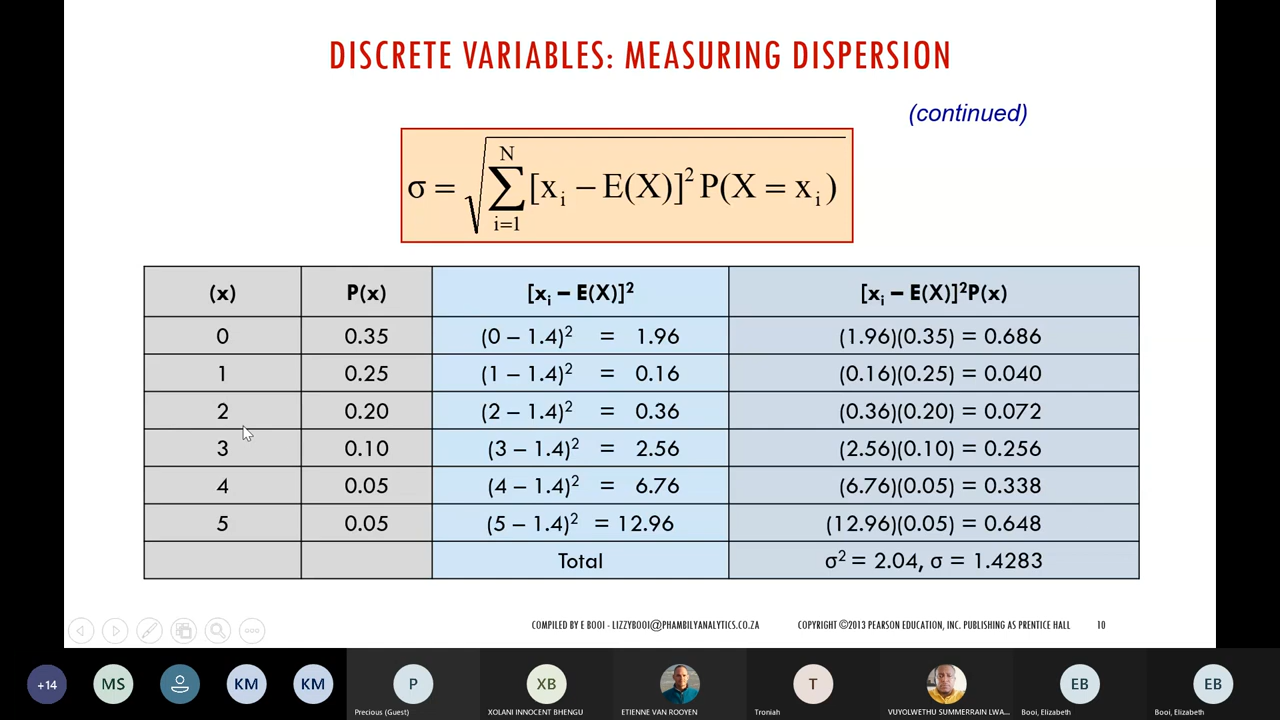 DISCRETE VARIABLES: MEASURING DISPERSION
(continued)
σ = √ N ∑ i=1 [x i − E(X)]² P(X = x i )
(x) P(x) [xi – E(X)]² [xi – E(X)]²P(x)
0 0.35 (0 – 1.4)² = 1.96 (1.96)(0.35) = 0.686
1 0.25 (1 – 1.4)² = 0.16 (0.16)(0.25) = 0.040
2 0.20 (2 – 1.4)² = 0.36 (0.36)(0.20) = 0.072
3 0.10 (3 – 1.4)² = 2.56 (2.56)(0.10) = 0.256
4 0.05 (4 – 1.4)² = 6.76 (6.76)(0.05) = 0.338
5 0.05 (5 – 1.4)² = 12.96 (12.96)(0.05) = 0.648
Total σ² = 2.04, σ = 1.4283
COMPILED BY E BOOI - LIZZYBOOI@PHAMBILYANALYTICS.CO.ZA COPYRIGHT ©2013 PEARSON EDUCATION, INC. PUBLISHING AS PRENTICE HALL 10
+14 MS KM KM P XB T EB EB
Precious (Guest) XOLANI INNOCENT BHENGU ETIENNE VAN ROOYEN Troniah VUYOLWETHU SUMMERRAIN LWA... Booi, Elizabeth Booi, Elizabeth